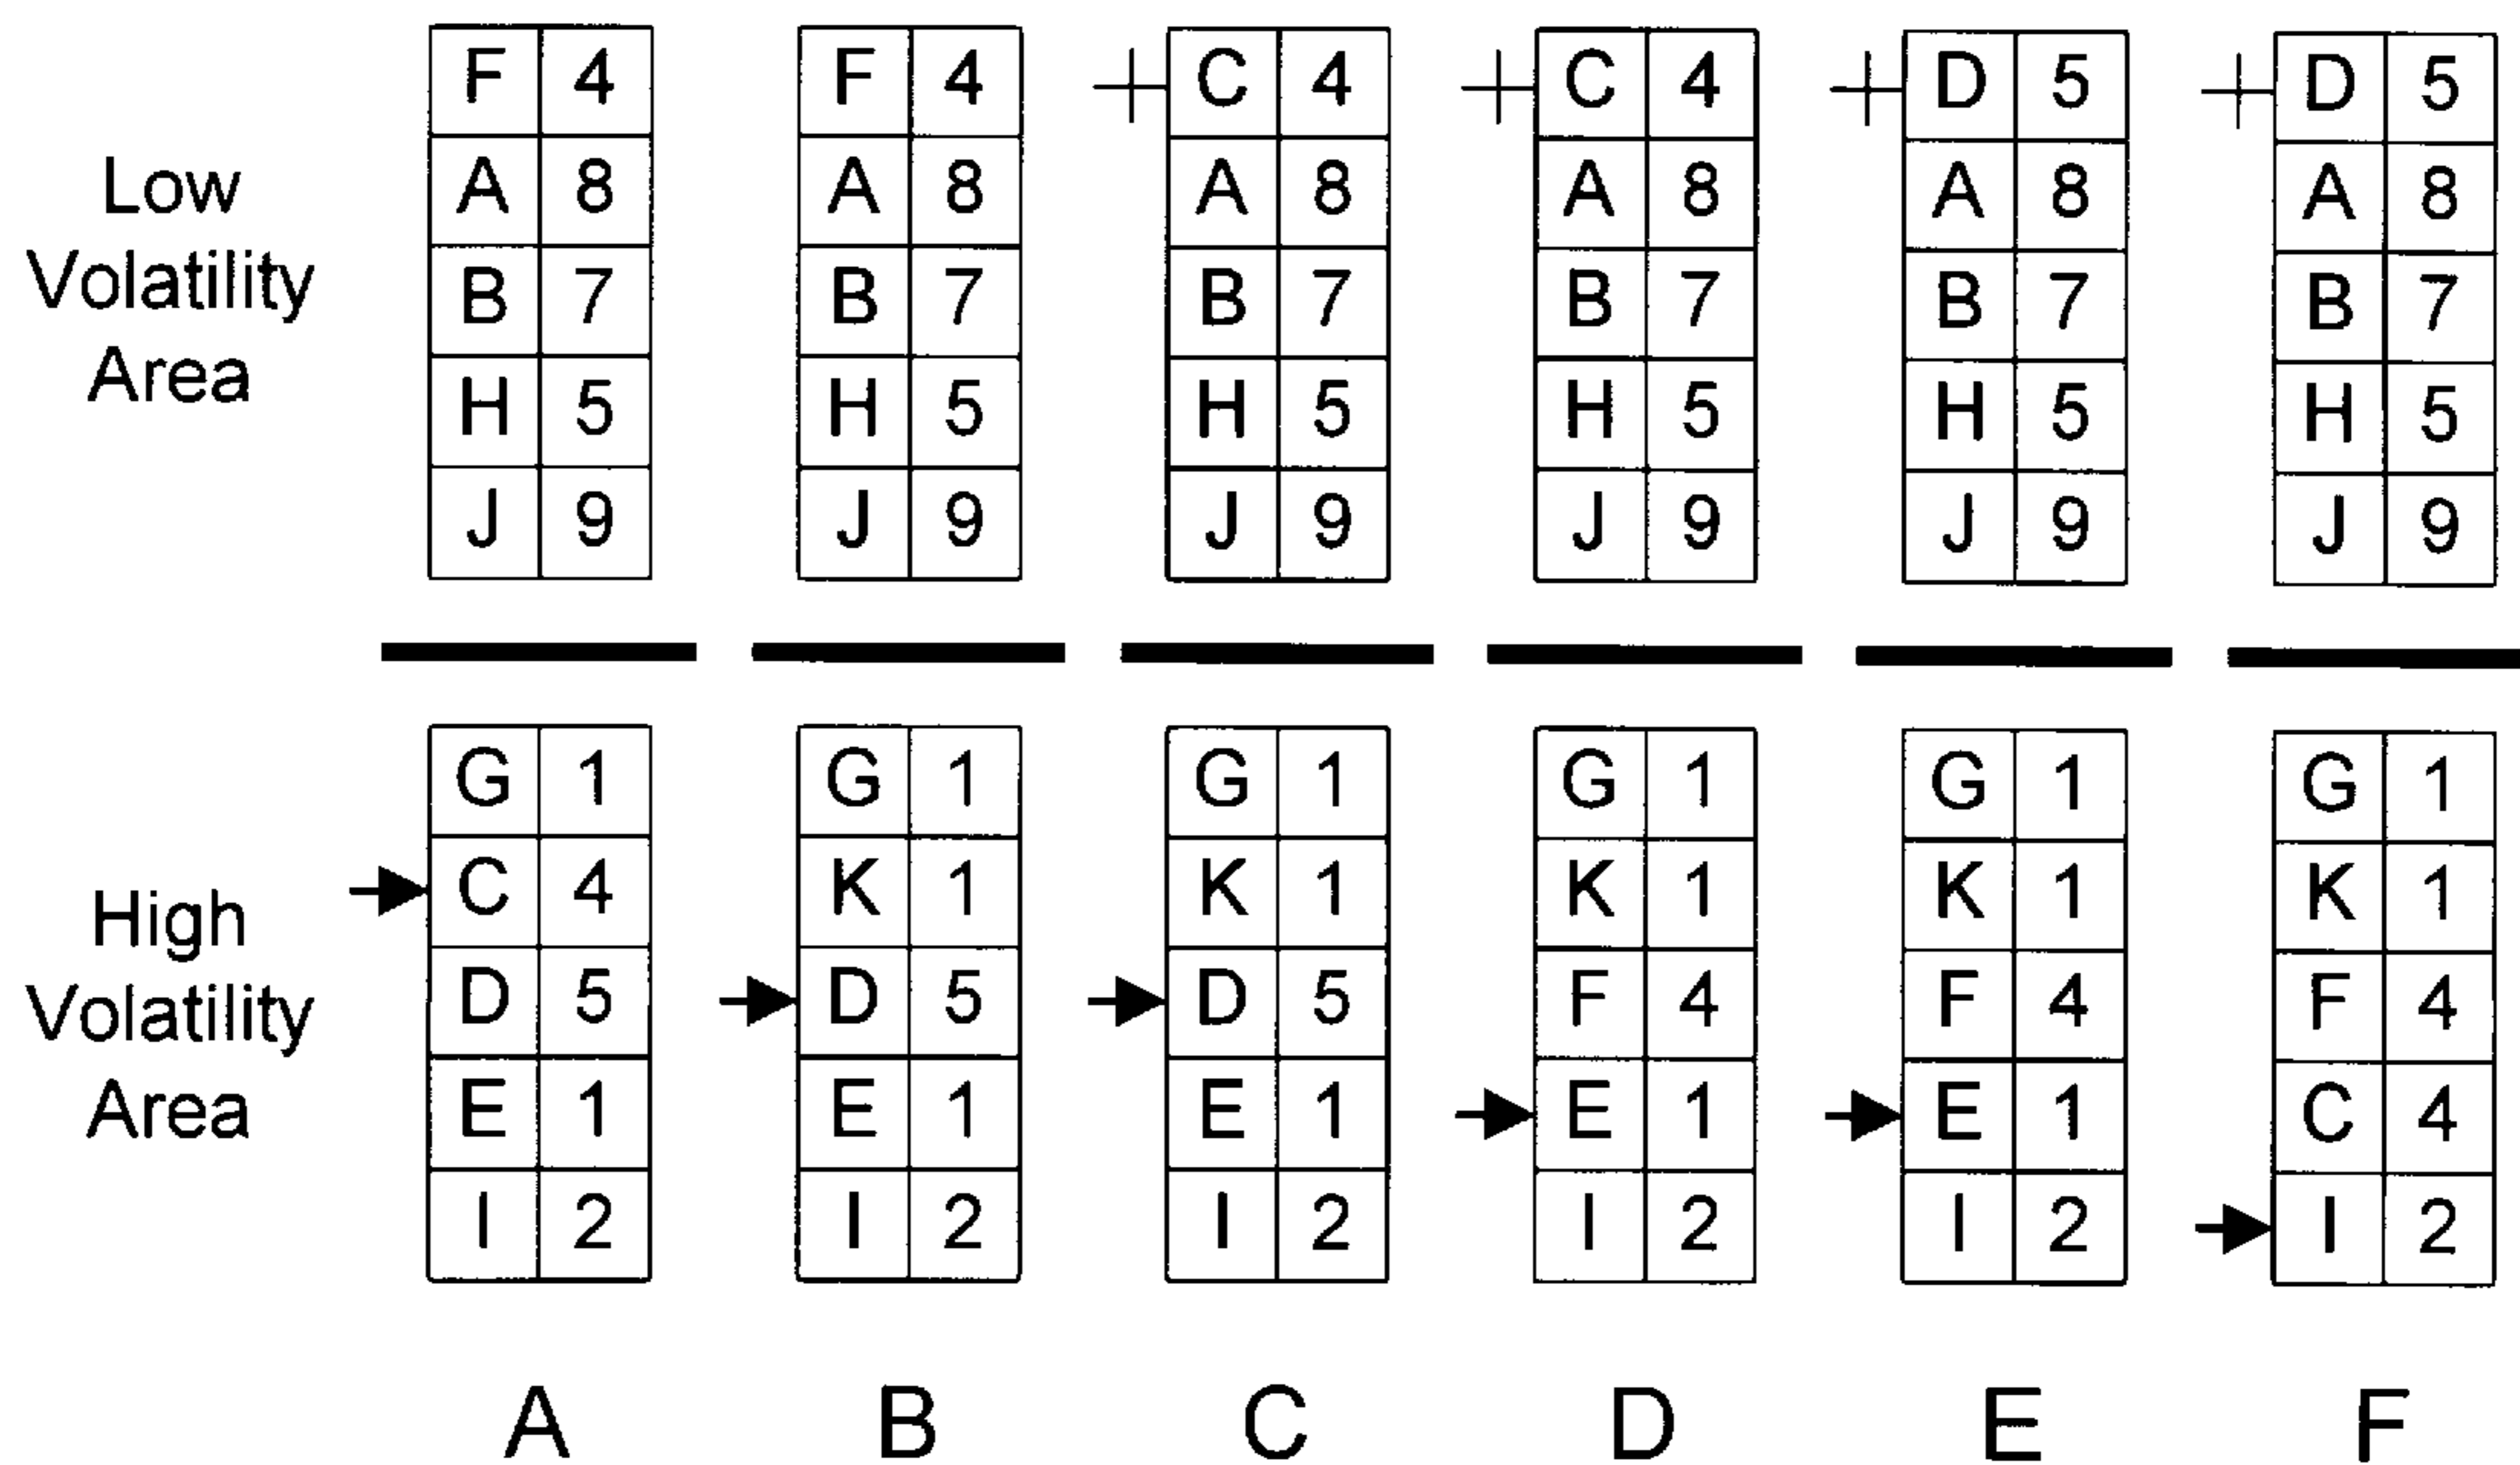 F 4 F 4 C 4 C 4 D 5 D 5
Low A 8 A 8 A 8 A 8 A 8 A 8
Volatility B 7 B 7 B 7 B 7 B 7 B 7
Area H 5 H 5 H 5 H 5 H 5 H 5
J 9 J 9 J 9 J 9 J 9 J 9
G 1 G 1 G 1 G 1 G 1 G 1
High C 4 K 1 K 1 K 1 K 1 K 1
Volatility D 5 D 5 D 5 F 4 F 4 F 4
Area E 1 E 1 E 1 E 1 E 1 C 4
I 2 I 2 I 2 I 2 I 2 I 2
A B C D E F